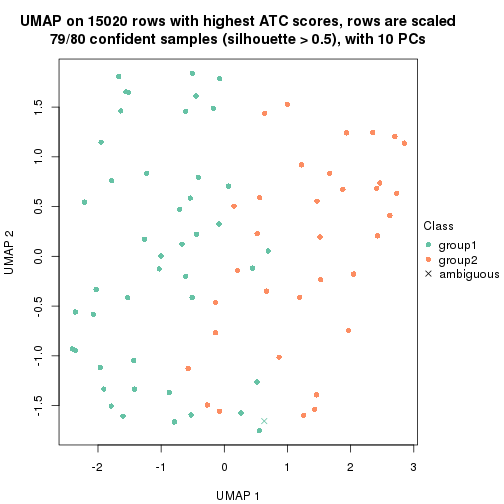 UMAP on 15020 rows with highest ATC scores, rows are scaled
79/80 confident samples (silhouette > 0.5), with 10 PCs
1.5
1.0
0.5
0.0
-0.5
-1.0
-1.5
UMAP 2
-2 -1 0 1 2 3
UMAP 1
Class
group1
group2
ambiguous